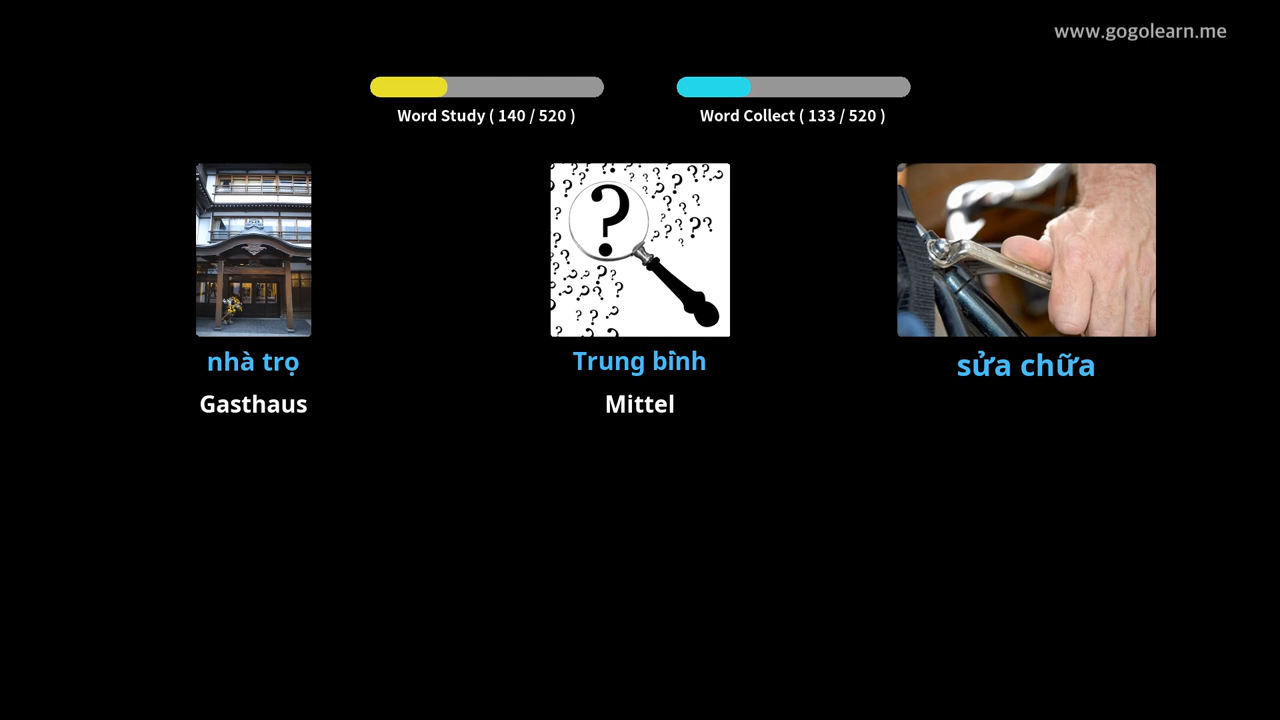 www.gogolearn.me
Word Study ( 140 / 520 )
Word Collect ( 133 / 520 )
nhà trọ
Trung bình
sửa chữa
Gasthaus
Mittel